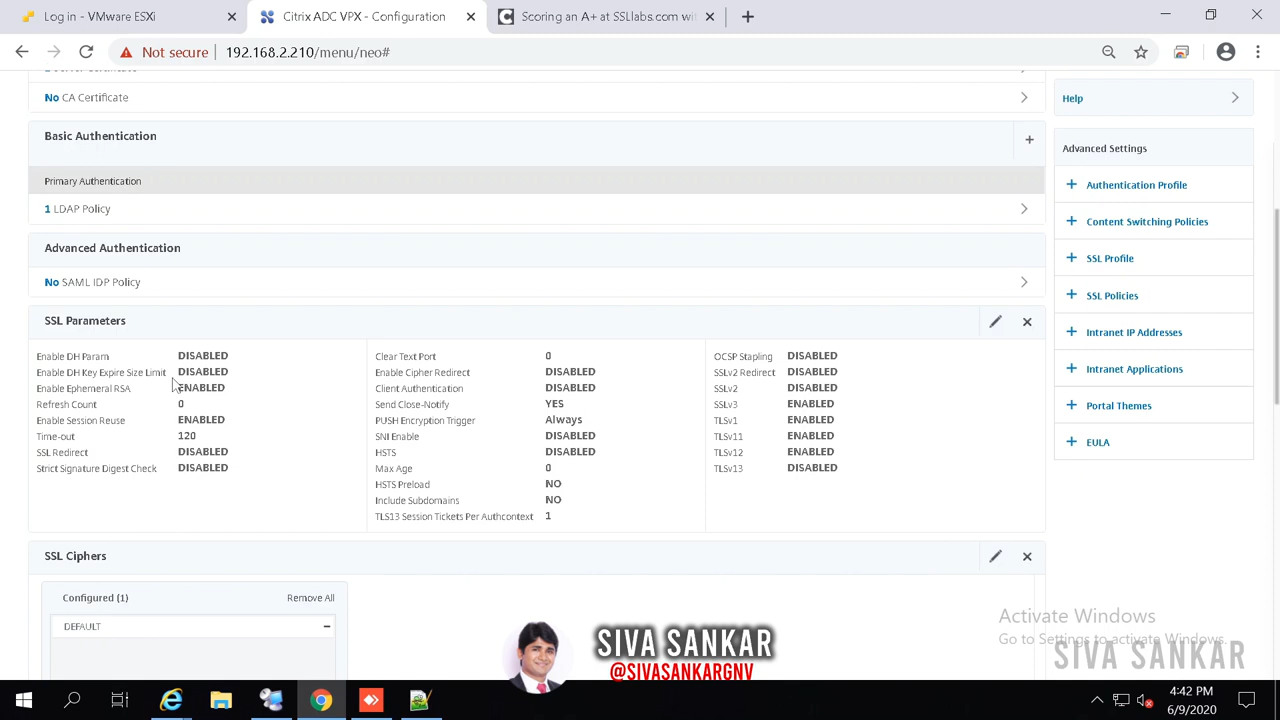 Log in - VMware ESXi
Citrix ADC VPX - Configuration
Scoring an A+ at SSLlabs.com wit
Not secure
192.168.2.210/menu/neo#
No CA Certificate
Help
Basic Authentication
Advanced Settings
Primary Authentication
Authentication Profile
1 LDAP Policy
Content Switching Policies
Advanced Authentication
SSL Profile
No SAML IDP Policy
SSL Policies
SSL Parameters
Intranet IP Addresses
Enable DH Param DISABLED
Clear Text Port 0
OCSP Stapling DISABLED
Enable DH Key Expire Size Limit DISABLED
Enable Cipher Redirect DISABLED
SSLv2 Redirect DISABLED
Intranet Applications
Enable Ephemeral RSA ENABLED
Client Authentication DISABLED
SSLv2 DISABLED
Refresh Count 0
Send Close-Notify YES
SSLv3 ENABLED
Portal Themes
Enable Session Reuse ENABLED
PUSH Encryption Trigger Always
TLSv1 ENABLED
Time-out 120
SNI Enable DISABLED
TLSv11 ENABLED
EULA
SSL Redirect DISABLED
HSTS DISABLED
TLSv12 ENABLED
Strict Signature Digest Check DISABLED
Max Age 0
TLSv13 DISABLED
HSTS Preload NO
Include Subdomains NO
TLS13 Session Tickets Per Authcontext 1
SSL Ciphers
Configured (1) Remove All
DEFAULT
Activate Windows
Go to Settings to activate Windows.
SIVA SANKAR
@SIVASANKARGNV
SIVA SANKAR
4:42 PM
6/9/2020